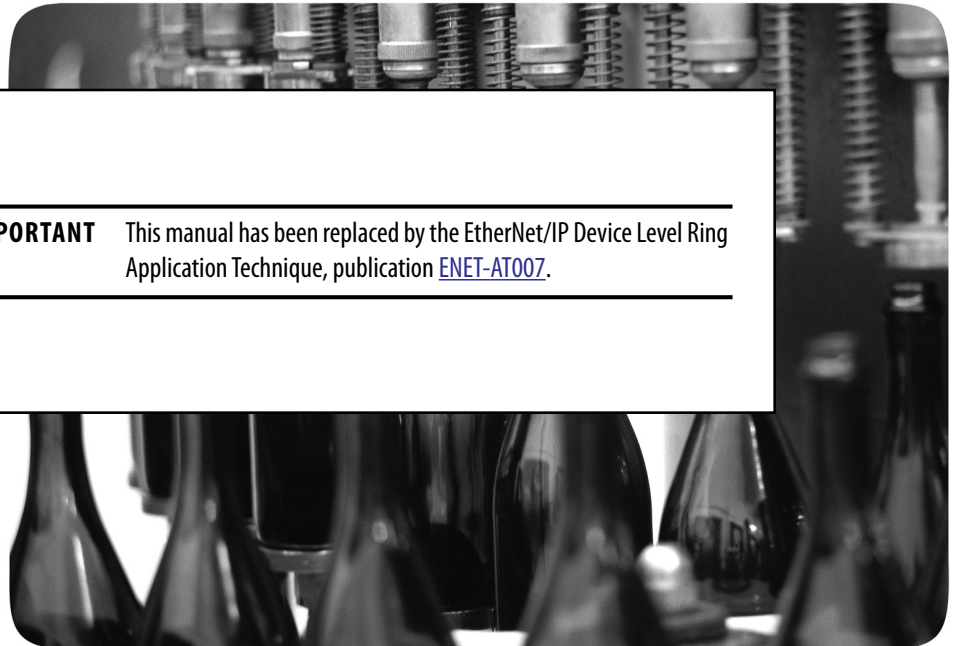 PORTANT This manual has been replaced by the EtherNet/IP Device Level Ring
Application Technique, publication ENET-AT007.